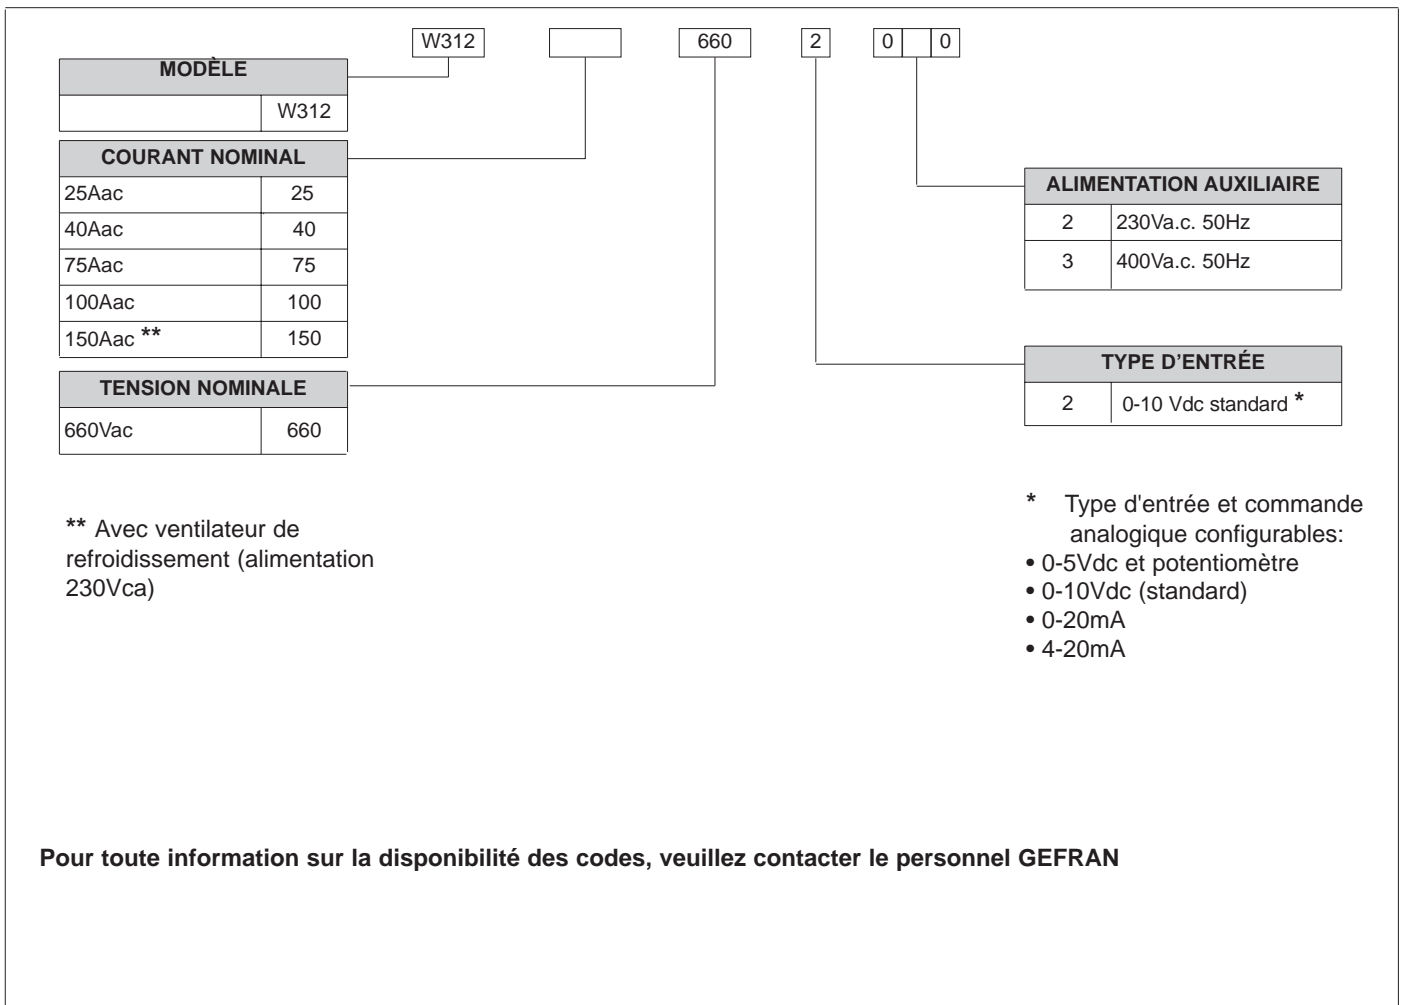 W312 660 2 0 0
MODÈLE
W312
COURANT NOMINAL
25Aac 25
40Aac 40
75Aac 75
100Aac 100
150Aac ** 150
TENSION NOMINALE
660Vac 660
** Avec ventilateur de
refroidissement (alimentation
230Vca)
ALIMENTATION AUXILIAIRE
2 230Va.c. 50Hz
3 400Va.c. 50Hz
TYPE D'ENTRÉE
2 0-10 Vdc standard *
* Type d'entrée et commande
analogique configurables:
• 0-5Vdc et potentiomètre
• 0-10Vdc (standard)
• 0-20mA
• 4-20mA
Pour toute information sur la disponibilité des codes, veuillez contacter le personnel GEFRAN